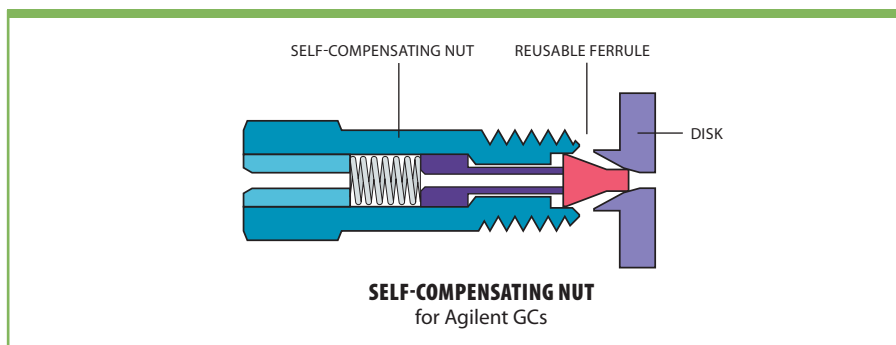 SELF-COMPENSATING NUT
REUSABLE FERRULE
DISK
SELF-COMPENSATING NUT
for Agilent GCs